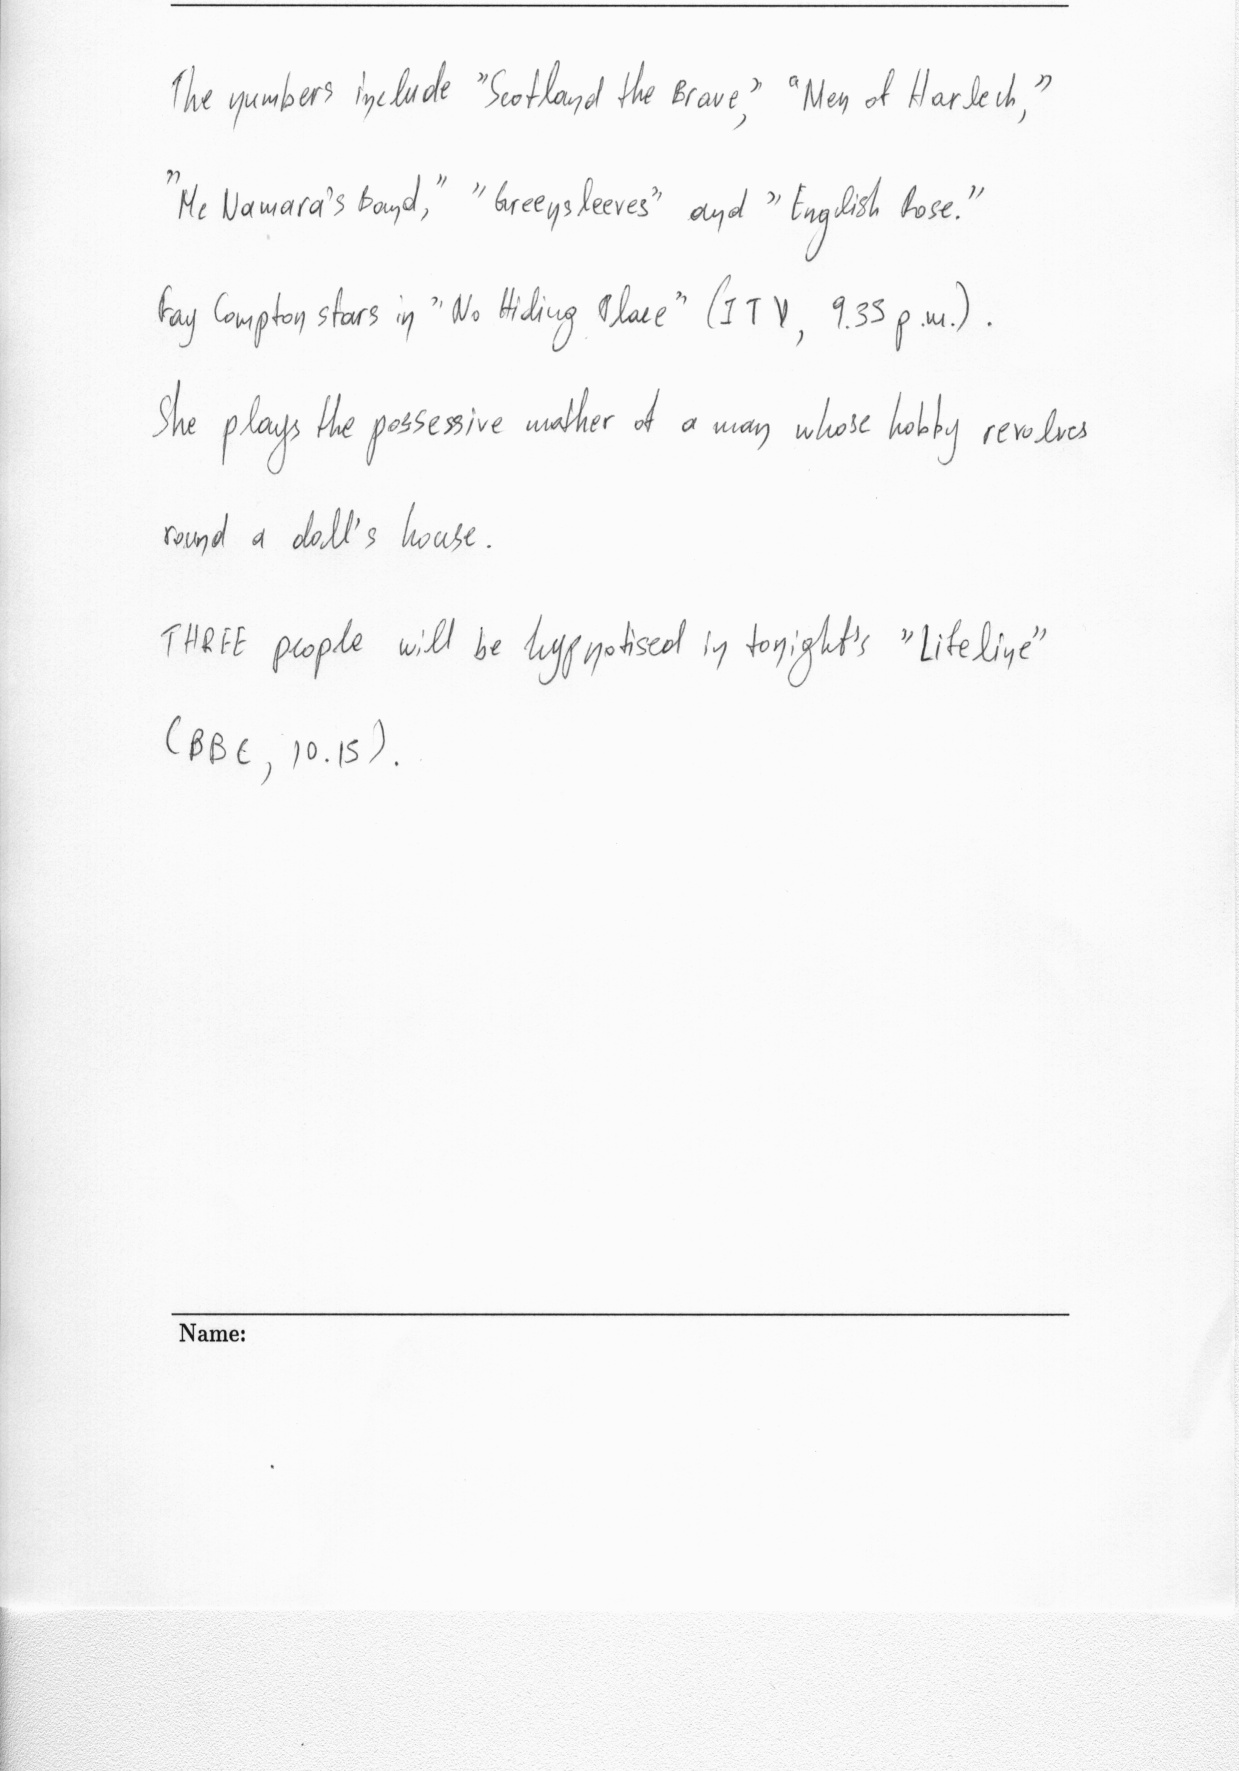 The numbers include "Scotland the Brave," "Men of Harlech,"
"Mc Namara's Band," "Greensleeves" and "English Rose."
Fay Compton stars in "No Hiding Place" (ITV, 9.35 p.m.).
She plays the possessive mother of a man whose hobby revolves
round a doll's house.
THREE people will be hypnotised in tonight's "Lifeline"
(BBC, 10.15).
Name: